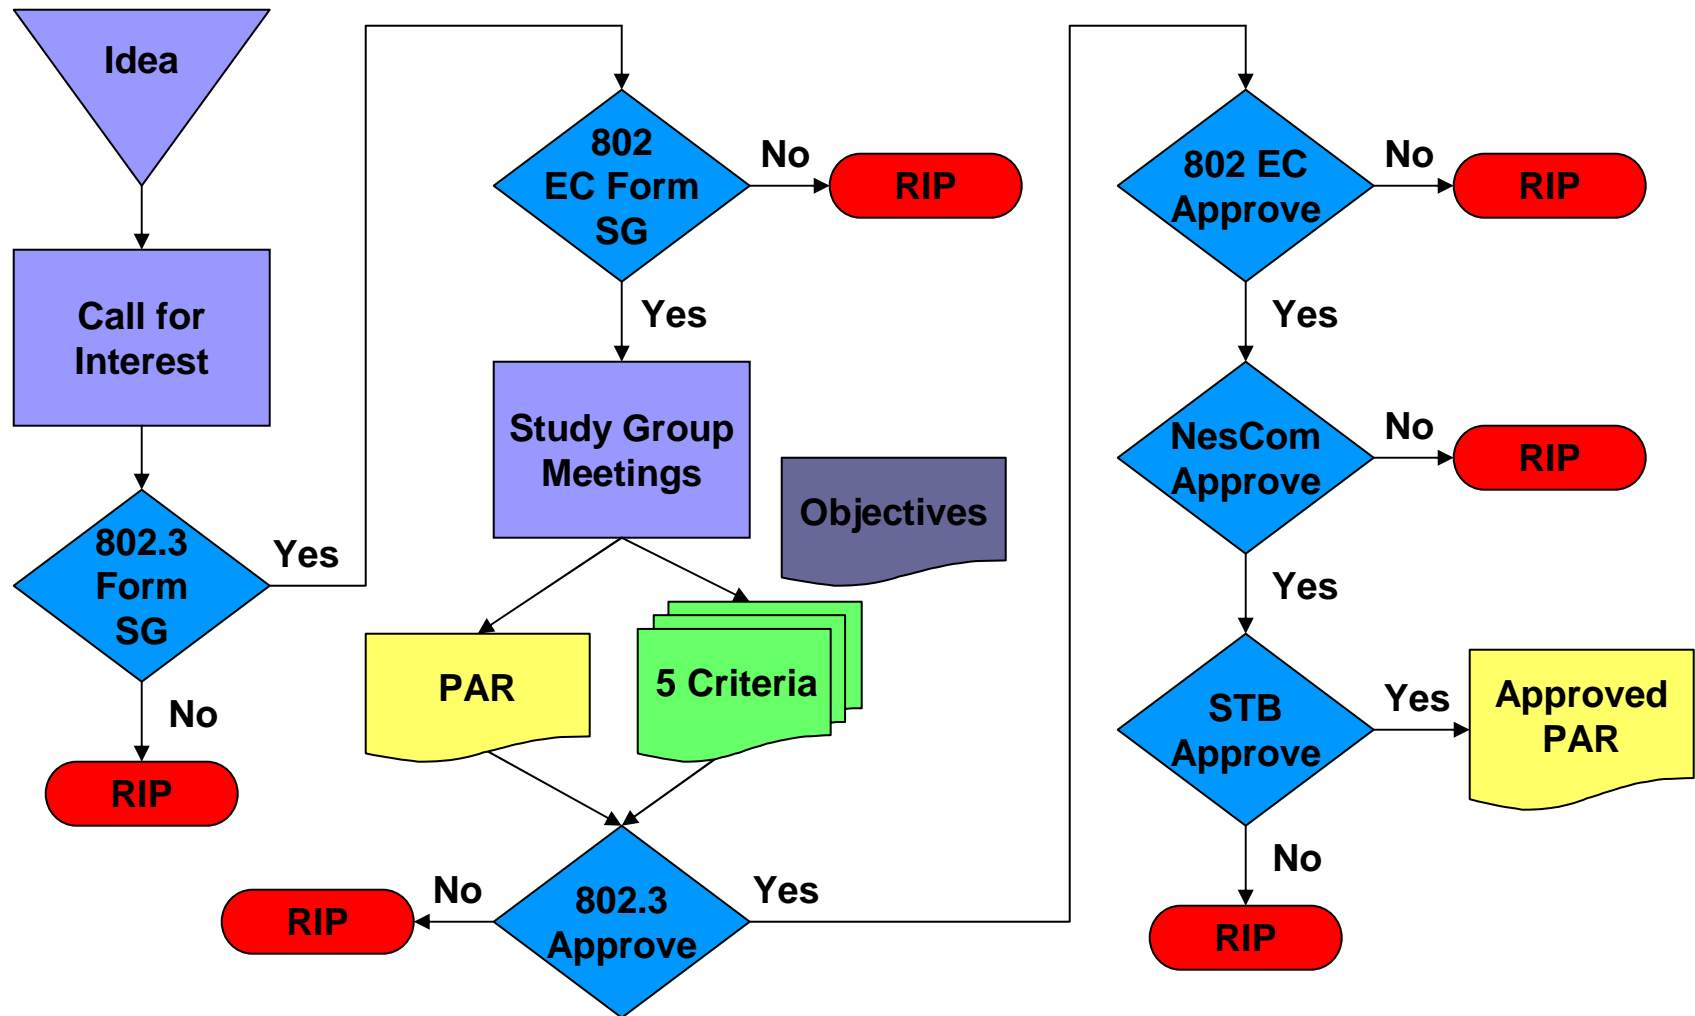 Idea
Call for
Interest
802.3
Form
SG
Yes
No
RIP
802
EC Form
SG
No
RIP
Yes
Study Group
Meetings
Objectives
PAR
5 Criteria
802.3
Approve
No
RIP
Yes
802 EC
Approve
No
RIP
Yes
NesCom
Approve
No
RIP
Yes
STB
Approve
Yes
Approved
PAR
No
RIP